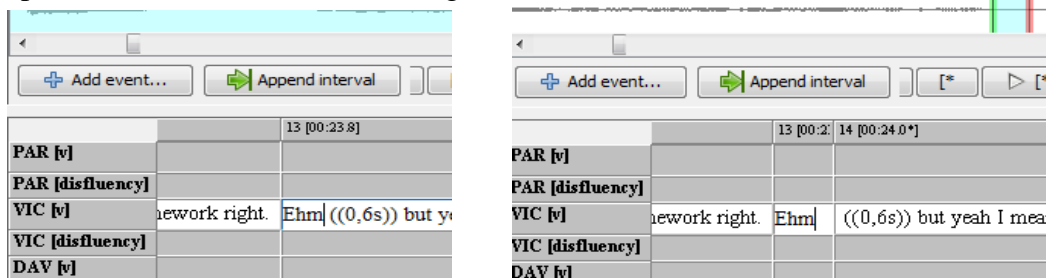 Add event... Append interval
13 [00:23.8]
PAR [v]
PAR [disfluency]
VIC [v] nework right. Ehm ((0,6s)) but ye
VIC [disfluency]
DAV [v]
Add event... Append interval [*
13 [00:2 14 [00:24.0*]
PAR [v]
PAR [disfluency]
VIC [v] nework right. Ehm ((0,6s)) but yeah I mea
VIC [disfluency]
DAV [v]